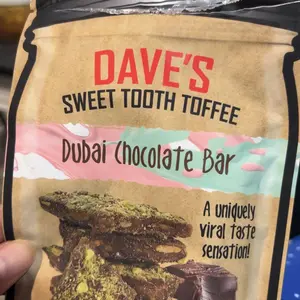 DAVE'S
SWEET TOOTH TOFFEE
Dubai Chocolate Bar
A uniquely
viral taste
sensation!